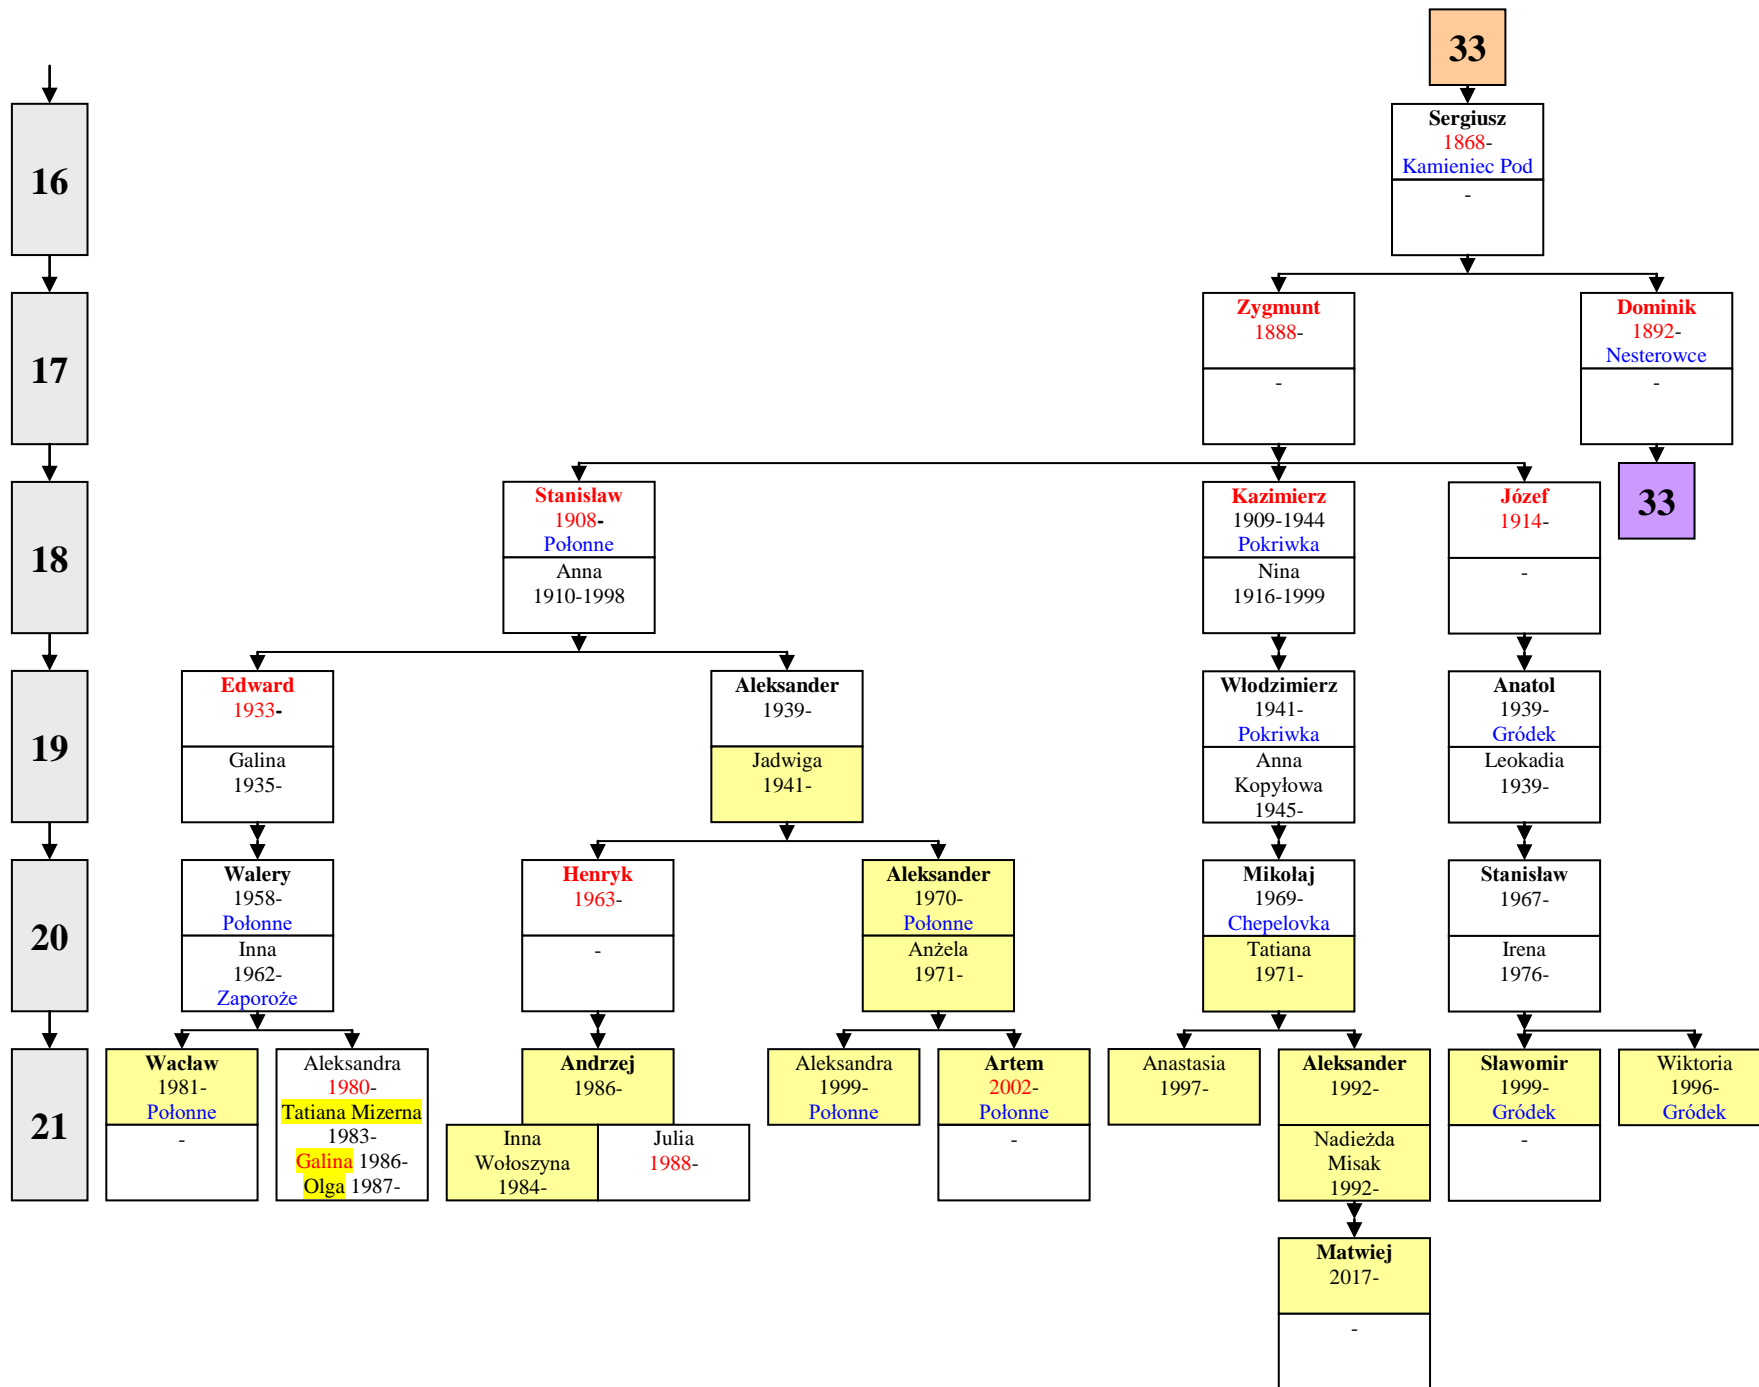 33
16
Sergiusz
1868-
Kamieniec Pod
-
17
Zygmunt
1888-
-
Dominik
1892-
Nesterowce
-
18
Stanisław
1908-
Połonne
Anna
1910-1998
Kazimierz
1909-1944
Pokriwka
Nina
1916-1999
Józef
1914-
-
33
19
Edward
1933-
Galina
1935-
Aleksander
1939-
Jadwiga
1941-
Włodzimierz
1941-
Pokriwka
Anna
Kopyłowa
1945-
Anatol
1939-
Gródek
Leokadia
1939-
20
Walery
1958-
Połonne
Inna
1962-
Zaporoże
Henryk
1963-
-
Aleksander
1970-
Połonne
Anżela
1971-
Mikołaj
1969-
Chepelovka
Tatiana
1971-
Stanisław
1967-
Irena
1976-
21
Wacław
1981-
Połonne
-
Aleksandra
1980-
Tatiana Mizerna
1983-
Galina 1986-
Olga 1987-
Andrzej
1986-
Inna
Wołoszyna
1984-
Julia
1988-
Aleksandra
1999-
Połonne
Artem
2002-
Połonne
-
Anastasia
1997-
Aleksander
1992-
Nadieżda
Misak
1992-
Sławomir
1999-
Gródek
-
Wiktoria
1996-
Gródek
Matwiej
2017-
-